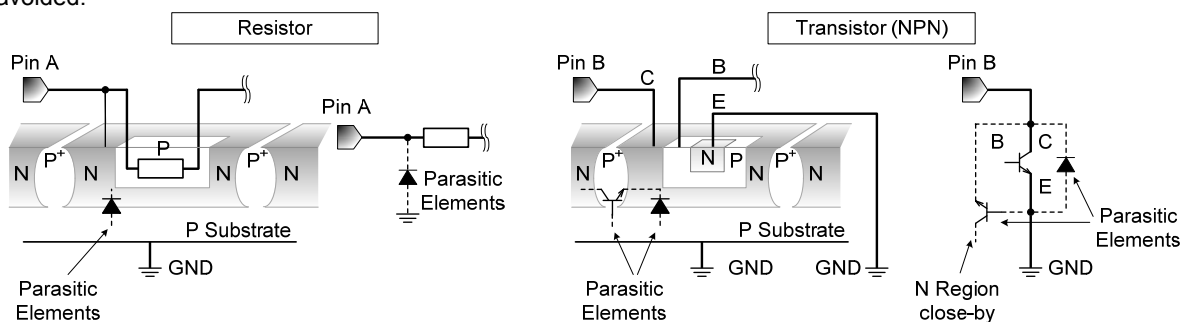 avoided.
Resistor
Transistor (NPN)
Pin A
Pin A
N
P+
N
P
N
P+
N
Parasitic
Elements
P Substrate
GND
Parasitic
Elements
Pin B
C
B
E
N
P+
N
N
P
N
P+
N
P Substrate
GND
GND
Parasitic
Elements
Pin B
B
C
E
Parasitic
Elements
GND
N Region
close-by